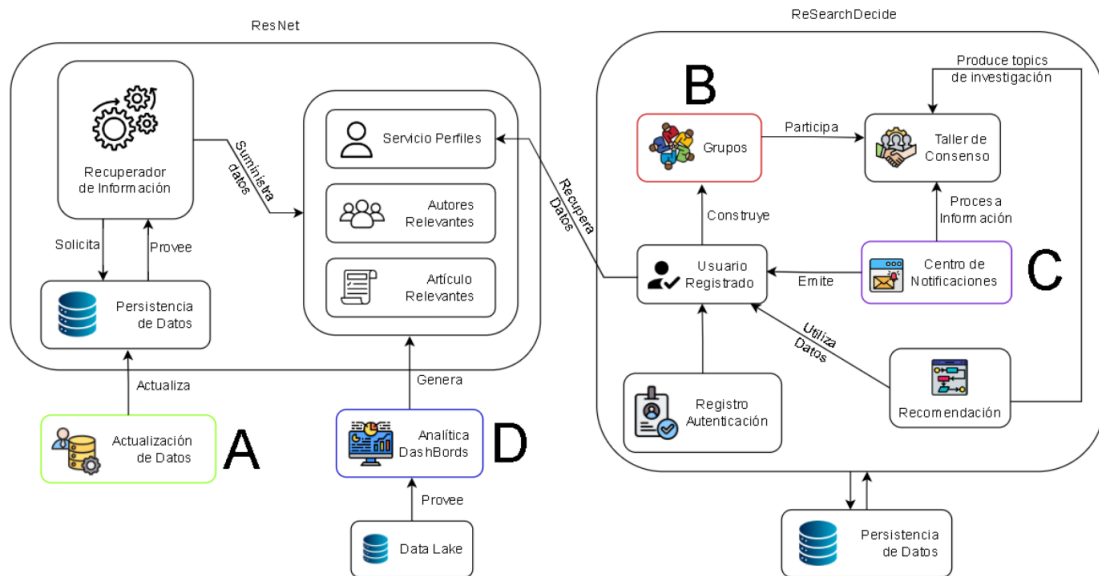 ResNet
ReSearchDecide
Recuperador
de Información
Suministra
datos
Servicio Perfiles
Autores
Relevantes
Artículo
Relevantes
Solicita
Provee
Persistencia
de Datos
Actualiza
Actualización
de Datos
A
Genera
Analítica
DashBords
D
Provee
Data Lake
Recupera
Datos
B
Grupos
Participa
Produce topics
de investigación
Taller de
Consenso
Construye
Procesa
Información
Usuario
Registrado
Emite
Centro de
Notificaciones
C
Utiliza
Datos
Registro
Autenticación
Recomendación
Persistencia
de Datos